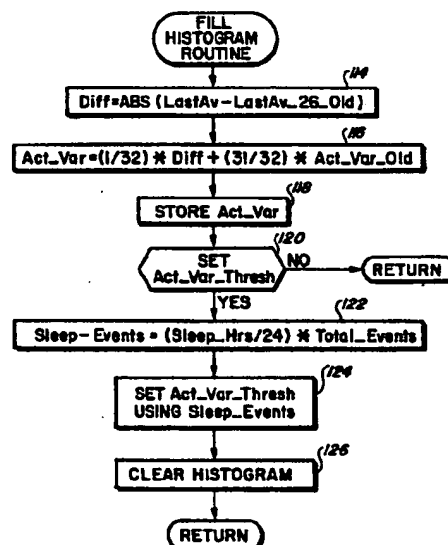 FILL
HISTOGRAM
ROUTINE
114
Diff=ABS (LastAv-LastAv_26_Old)
116
Act_Var=(1/32) * Diff + (31/32) * Act_Var_Old
118
STORE Act_Var
120
SET
Act_Var_Thresh
NO
RETURN
YES
122
Sleep-Events = (Sleep_Hrs/24) * Total_Events
124
SET Act_Var_Thresh
USING Sleep_Events
126
CLEAR HISTOGRAM
RETURN